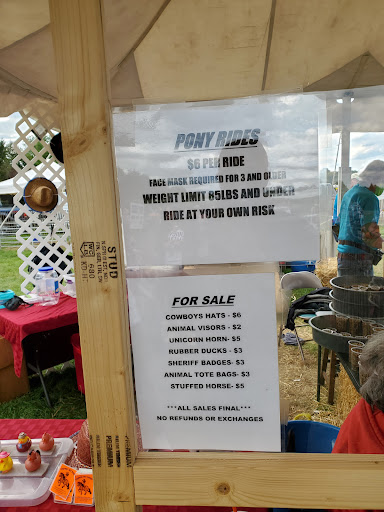 PONY RIDES
$6 PER RIDE
FACE MASK REQUIRED FOR 3 AND OLDER
WEIGHT LIMIT 85LBS AND UNDER
RIDE AT YOUR OWN RISK
FOR SALE
COWBOYS HATS - $6
ANIMAL VISORS - $2
UNICORN HORN- $5
RUBBER DUCKS - $3
SHERIFF BADGES- $3
ANIMAL TOTE BAGS- $3
STUFFED HORSE- $5
***ALL SALES FINAL***
NO REFUNDS OR EXCHANGES
STUD
680